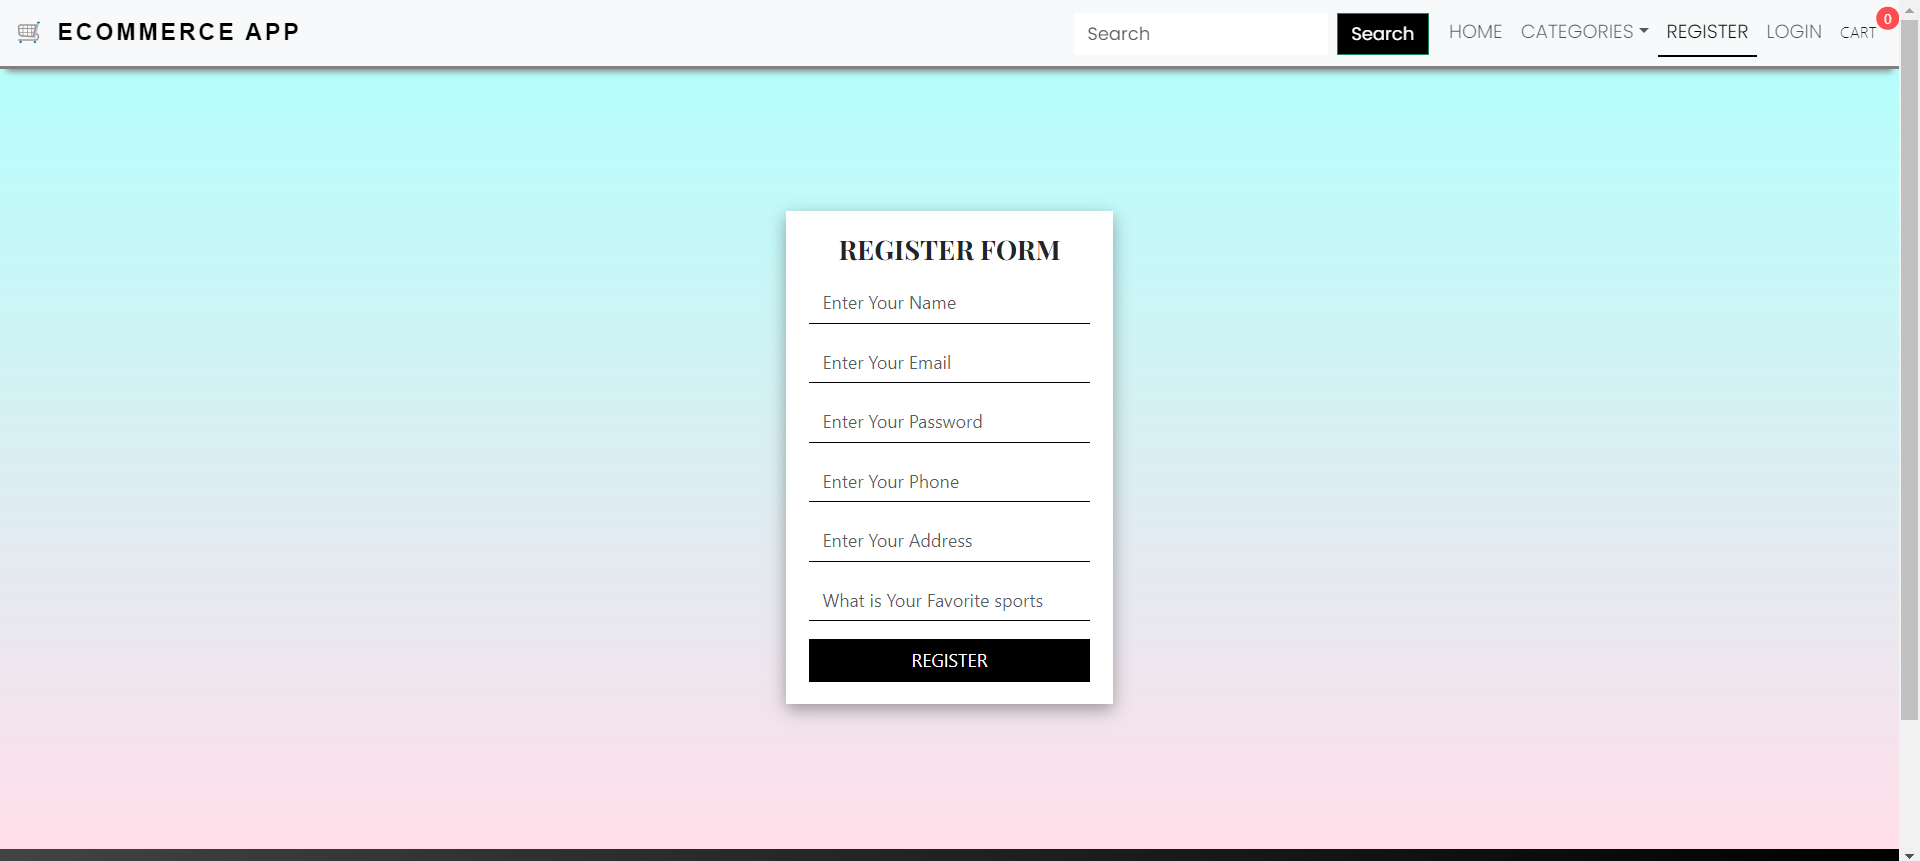 ECOMMERCE APP
Search
Search
HOME
CATEGORIES
REGISTER
LOGIN
CART
0
REGISTER FORM
Enter Your Name
Enter Your Email
Enter Your Password
Enter Your Phone
Enter Your Address
What is Your Favorite sports
REGISTER